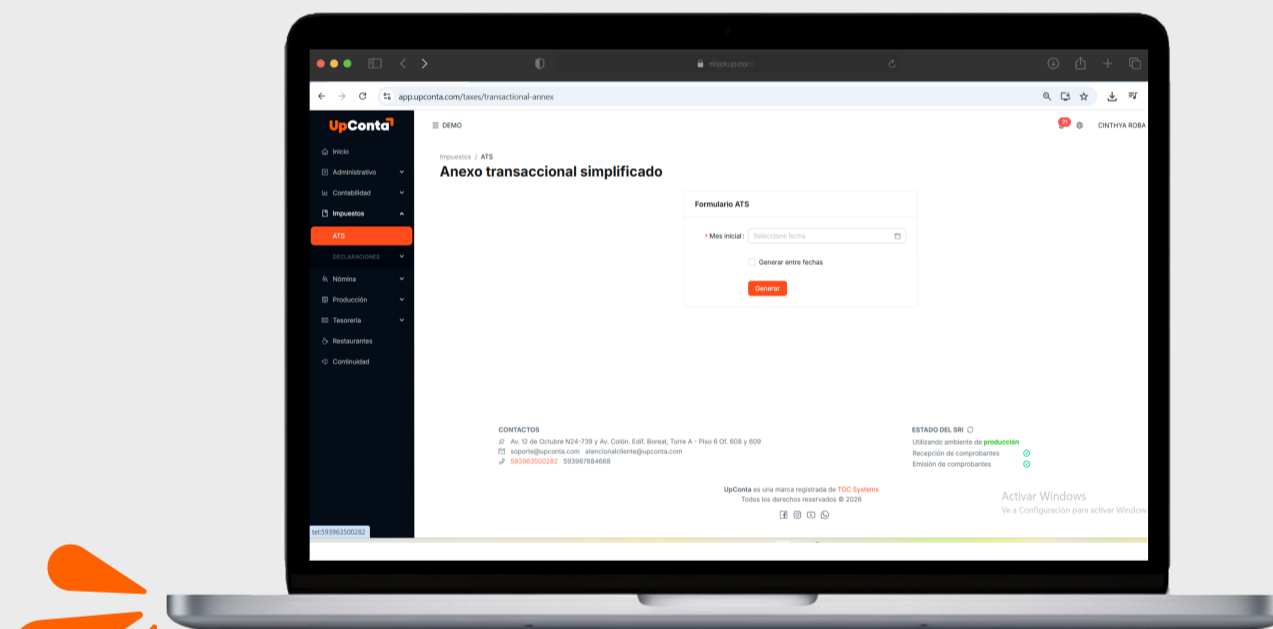 app.upconta.com/taxes/transactional-annex
UpConta
DEMO
21
CINTHYA ROBA
Inicio
Administrativo
Contabilidad
Impuestos
ATS
DECLARACIONES
Nómina
Producción
Tesorería
Restaurantes
Continuidad
Impuestos / ATS
Anexo transaccional simplificado
Formulario ATS
* Mes inicial: Seleccione fecha
Generar entre fechas
Generar
CONTACTOS
Av. 12 de Octubre N24-739 y Av. Colón. Edif. Boreal, Torre A - Piso 6 Of. 608 y 609
soporte@upconta.com atencionalcliente@upconta.com
593963500282 593987884668
ESTADO DEL SRI
Utilizando ambiente de producción
Recepción de comprobantes
Emisión de comprobantes
UpConta es una marca registrada de TOC Systems
Todos los derechos reservados © 2026
Activar Windows
Ve a Configuración para activar Window
tel:593963500282